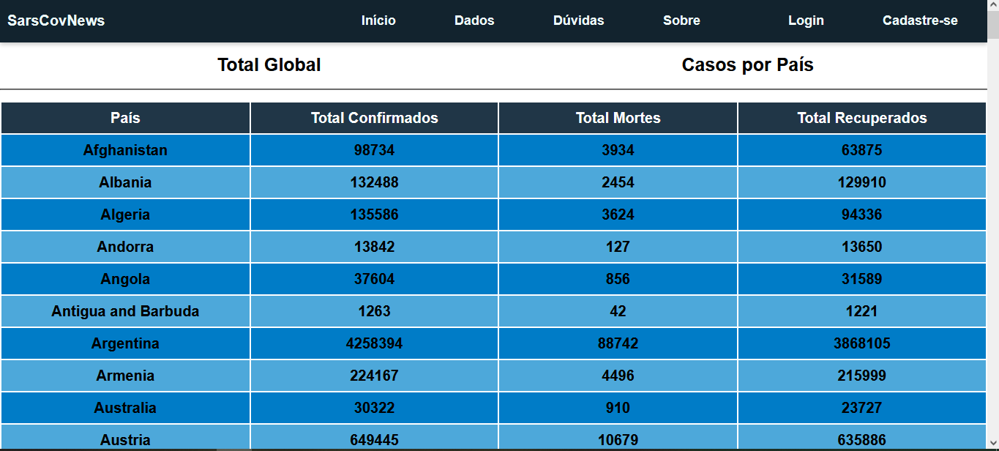 SarsCovNews Início Dados Dúvidas Sobre Login Cadastre-se
Total Global Casos por País
País Total Confirmados Total Mortes Total Recuperados
Afghanistan 98734 3934 63875
Albania 132488 2454 129910
Algeria 135586 3624 94336
Andorra 13842 127 13650
Angola 37604 856 31589
Antigua and Barbuda 1263 42 1221
Argentina 4258394 88742 3868105
Armenia 224167 4496 215999
Australia 30322 910 23727
Austria 649445 10679 635886